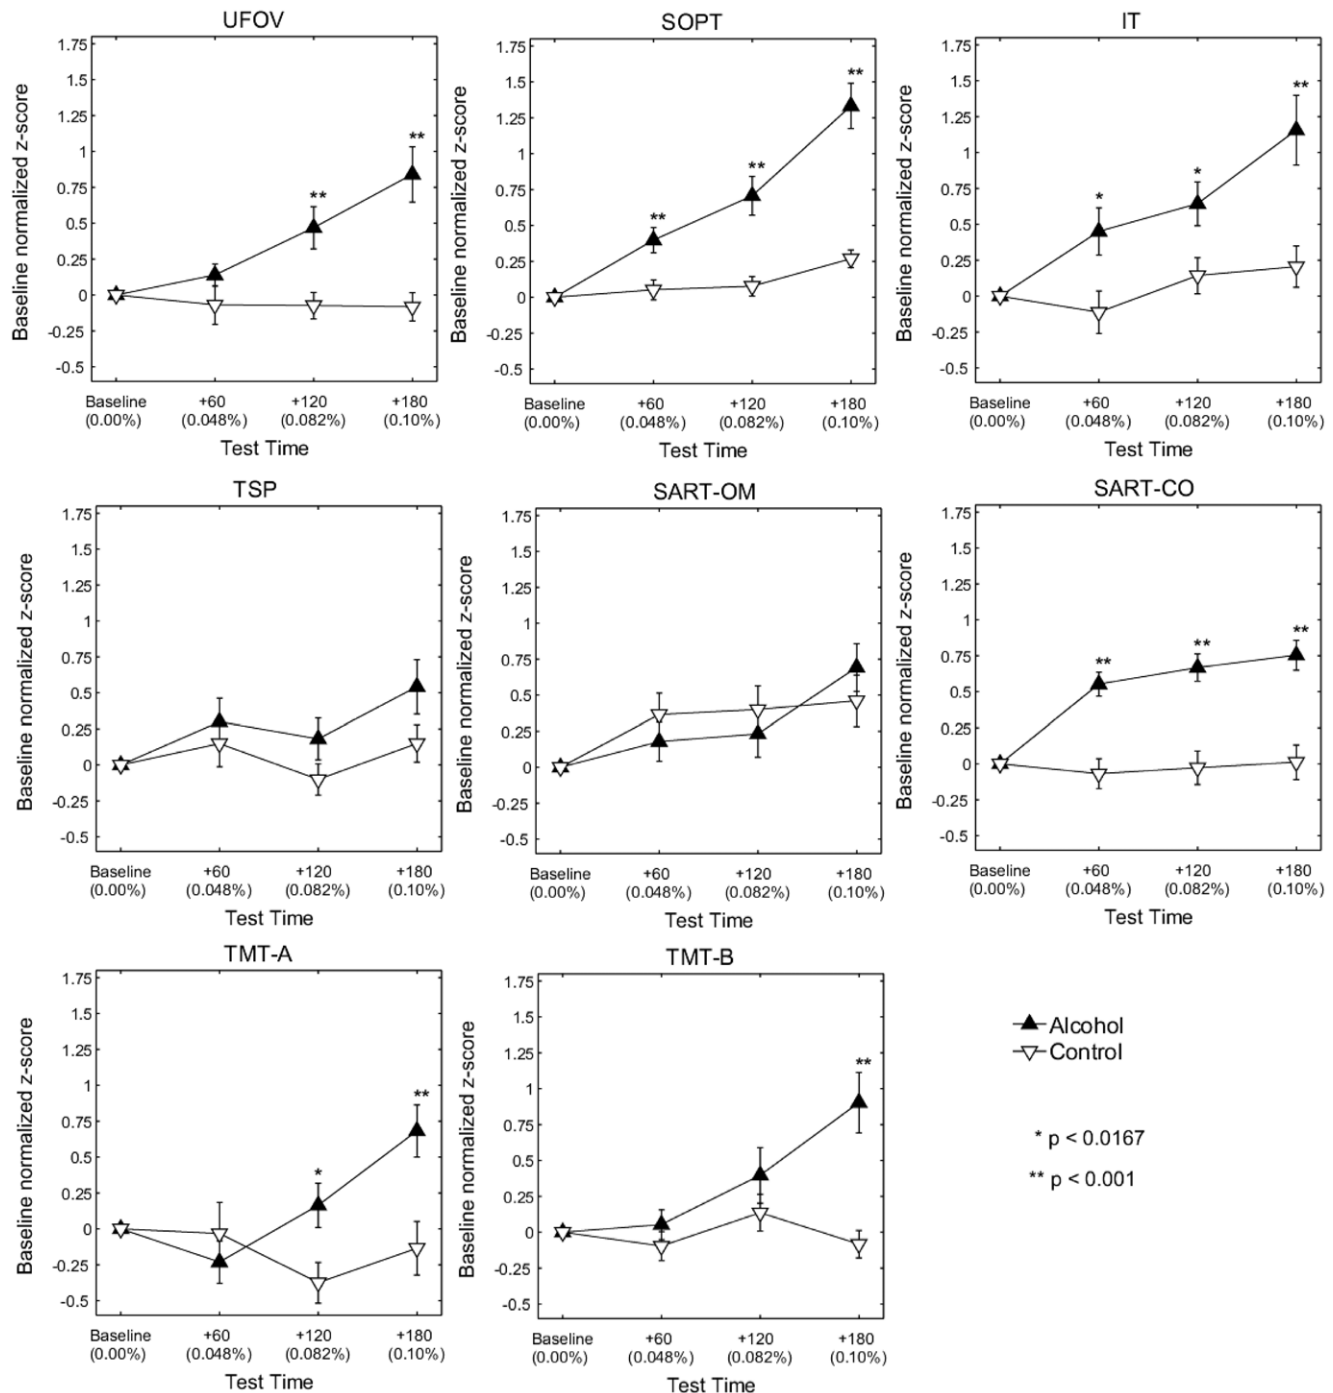 UFOV
1.75
1.5
1.25
1
0.75
0.5
0.25
0
-0.25
-0.5
Baseline normalized z-score
**
**
Baseline +60 +120 +180
(0.00%) (0.048%) (0.082%) (0.10%)
Test Time
SOPT
1.75
1.5
1.25
1
0.75
0.5
0.25
0
-0.25
-0.5
Baseline normalized z-score
**
**
**
Baseline +60 +120 +180
(0.00%) (0.048%) (0.082%) (0.10%)
Test Time
IT
1.75
1.5
1.25
1
0.75
0.5
0.25
0
-0.25
-0.5
Baseline normalized z-score
*
*
**
Baseline +60 +120 +180
(0.00%) (0.048%) (0.082%) (0.10%)
Test Time
TSP
1.75
1.5
1.25
1
0.75
0.5
0.25
0
-0.25
-0.5
Baseline normalized z-score
Baseline +60 +120 +180
(0.00%) (0.048%) (0.082%) (0.10%)
Test Time
SART-OM
1.75
1.5
1.25
1
0.75
0.5
0.25
0
-0.25
-0.5
Baseline normalized z-score
Baseline +60 +120 +180
(0.00%) (0.048%) (0.082%) (0.10%)
Test Time
SART-CO
1.75
1.5
1.25
1
0.75
0.5
0.25
0
-0.25
-0.5
Baseline normalized z-score
**
**
**
Baseline +60 +120 +180
(0.00%) (0.048%) (0.082%) (0.10%)
Test Time
TMT-A
1.75
1.5
1.25
1
0.75
0.5
0.25
0
-0.25
-0.5
Baseline normalized z-score
*
**
Baseline +60 +120 +180
(0.00%) (0.048%) (0.082%) (0.10%)
Test Time
TMT-B
1.75
1.5
1.25
1
0.75
0.5
0.25
0
-0.25
-0.5
Baseline normalized z-score
**
Baseline +60 +120 +180
(0.00%) (0.048%) (0.082%) (0.10%)
Test Time
Alcohol
Control
* p < 0.0167
** p < 0.001